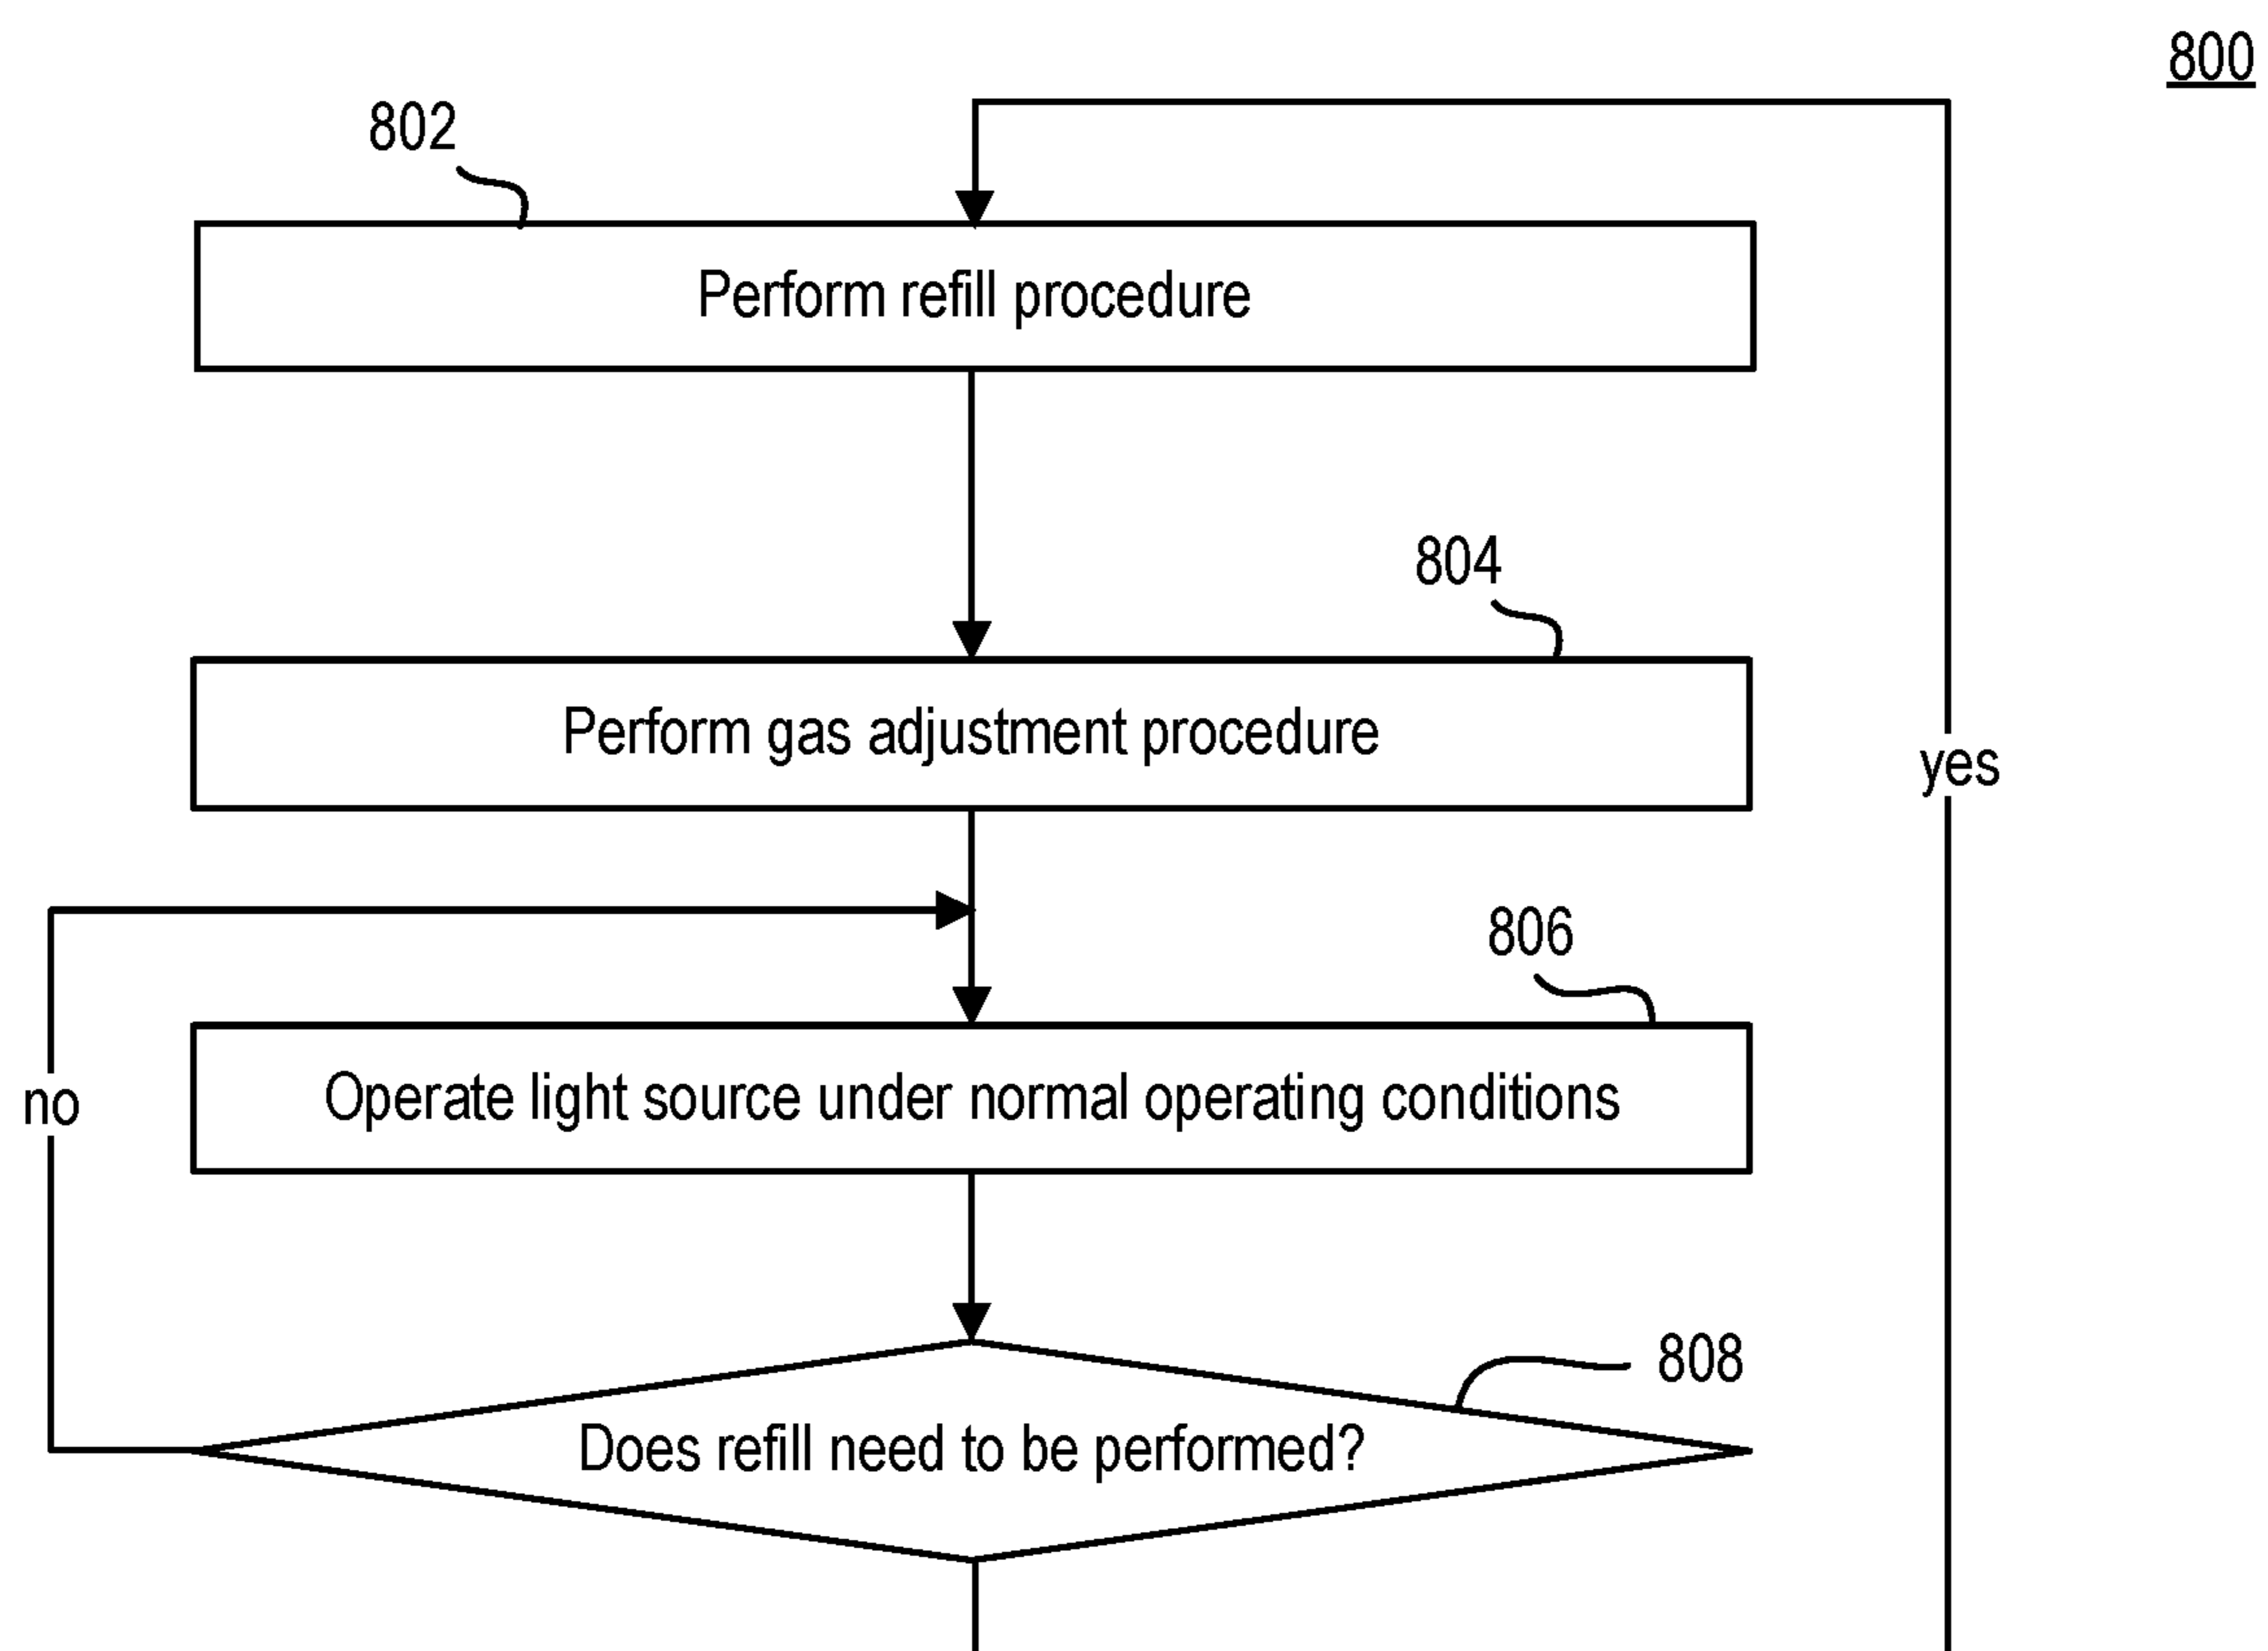 800
802
Perform refill procedure
804
Perform gas adjustment procedure
yes
806
no
Operate light source under normal operating conditions
808
Does refill need to be performed?